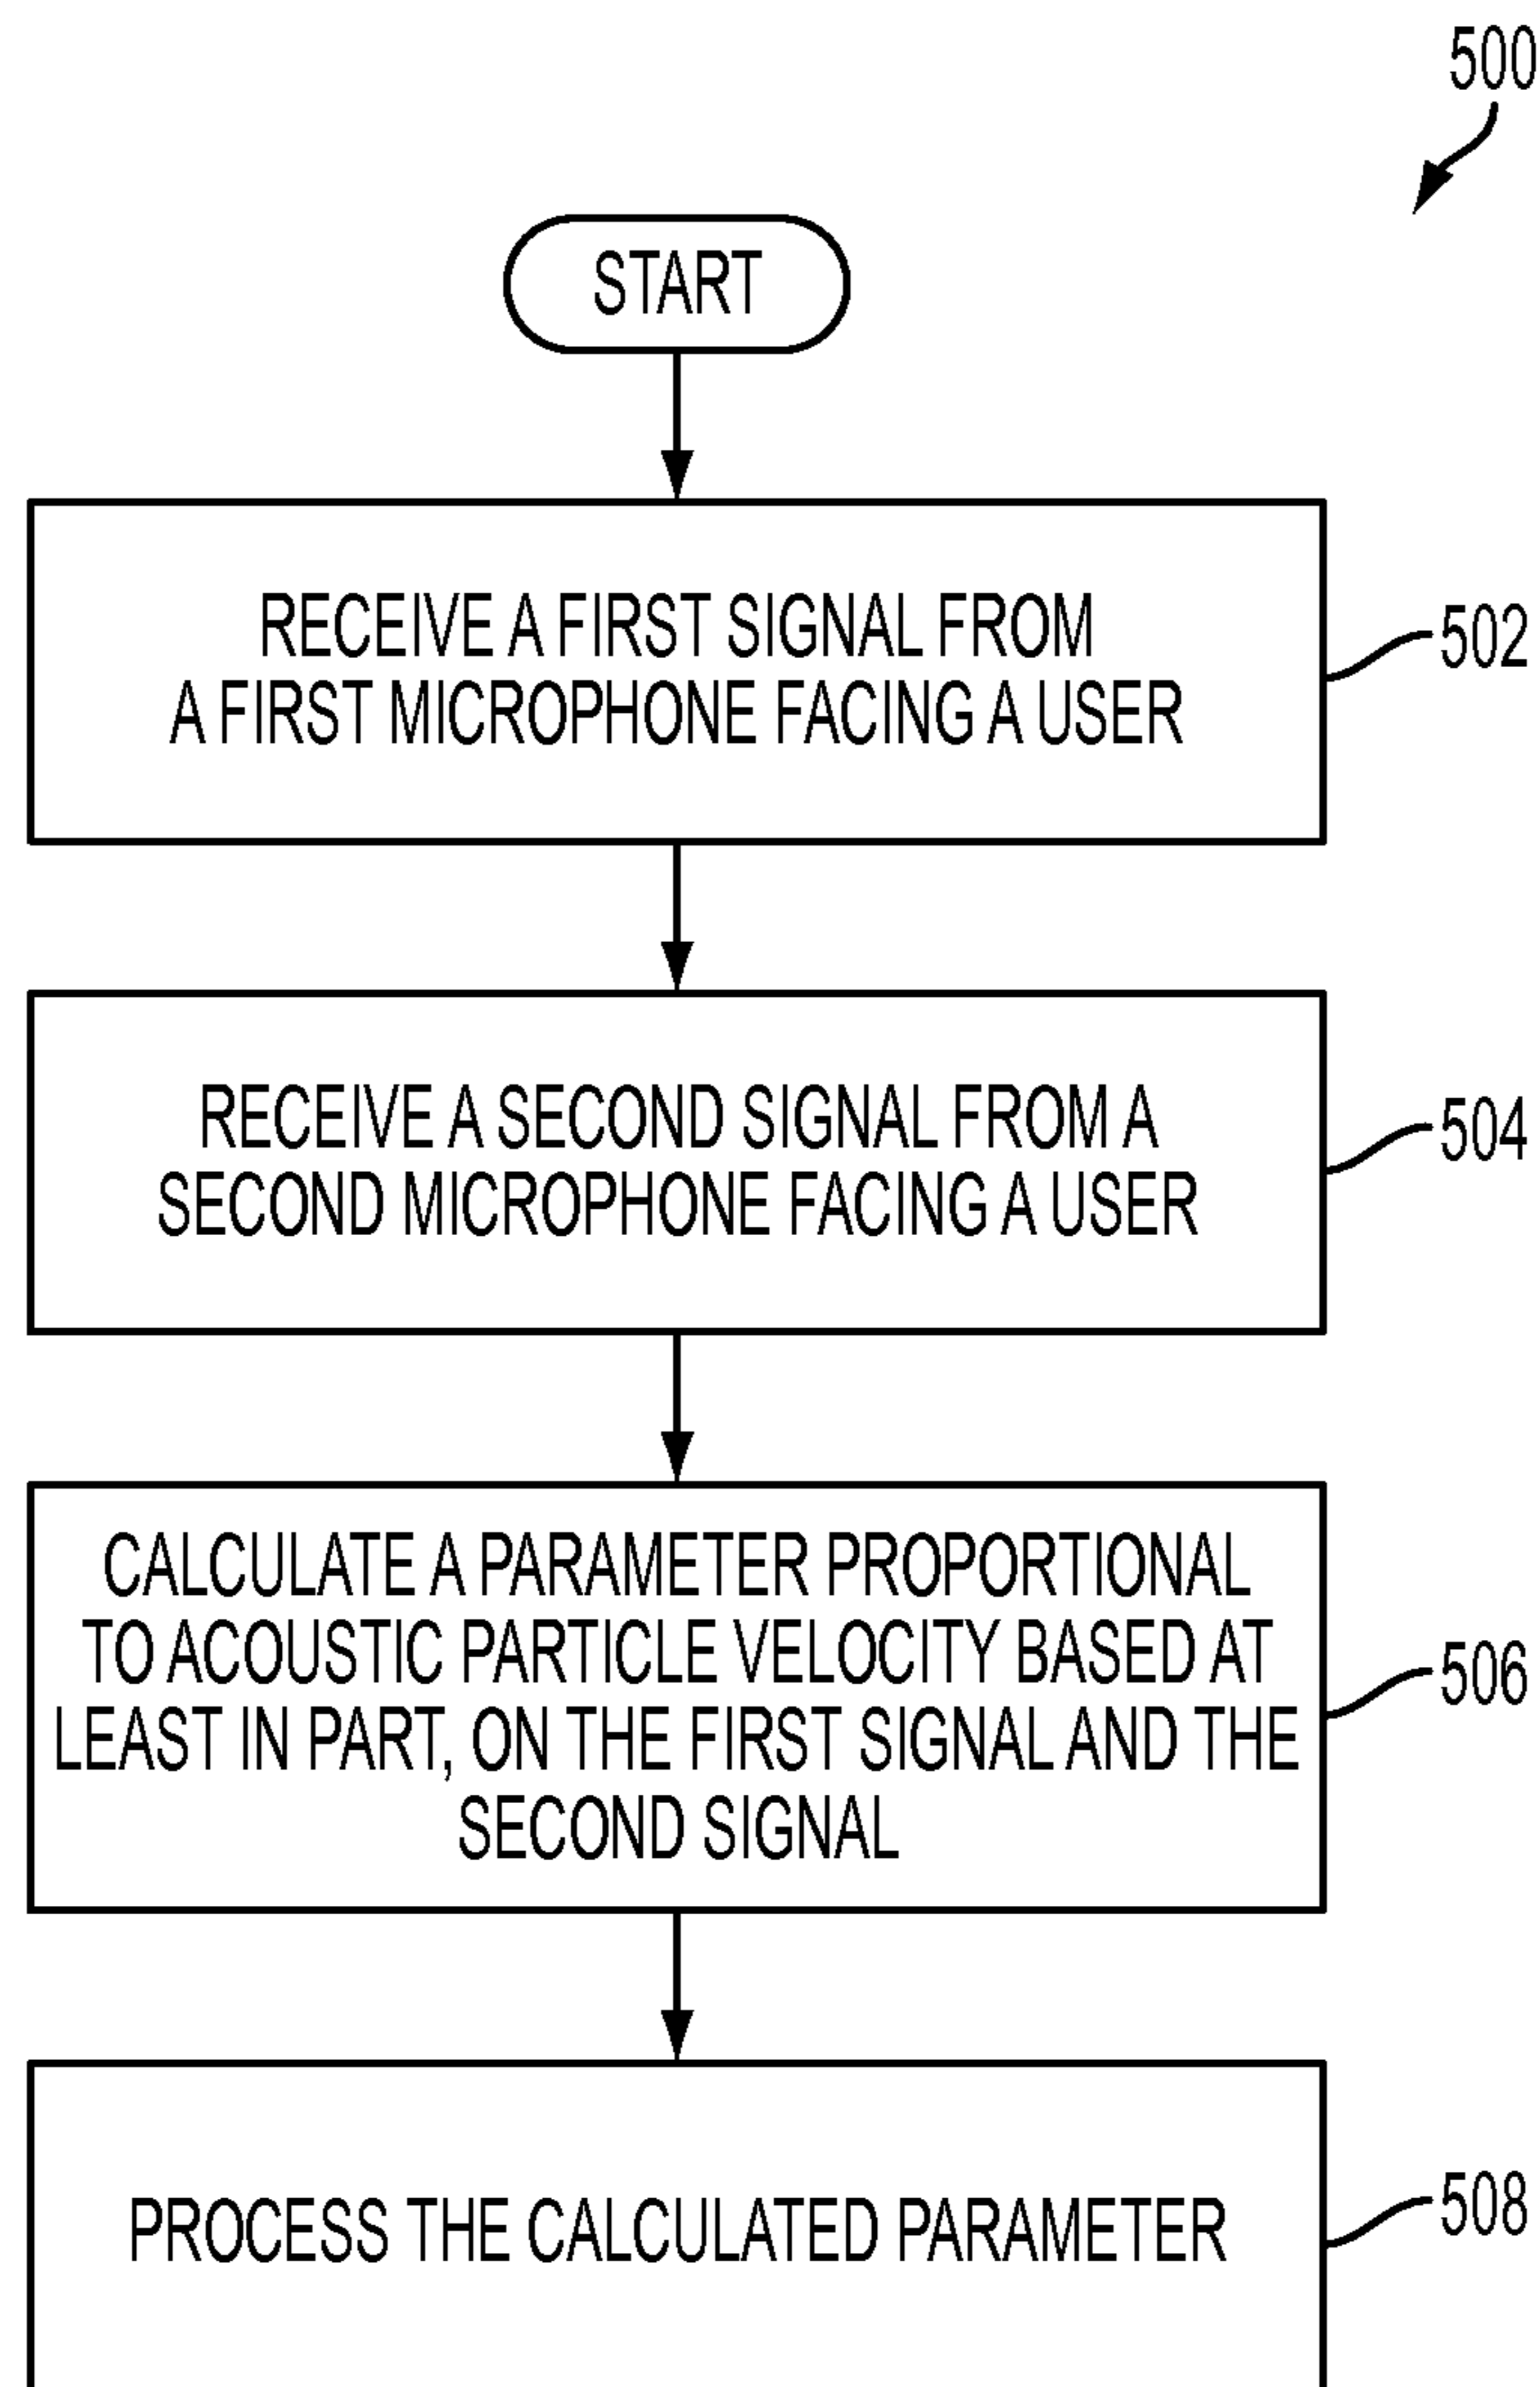 500
START
RECEIVE A FIRST SIGNAL FROM
A FIRST MICROPHONE FACING A USER
502
RECEIVE A SECOND SIGNAL FROM A
SECOND MICROPHONE FACING A USER
504
CALCULATE A PARAMETER PROPORTIONAL
TO ACOUSTIC PARTICLE VELOCITY BASED AT
LEAST IN PART, ON THE FIRST SIGNAL AND THE
SECOND SIGNAL
506
PROCESS THE CALCULATED PARAMETER
508